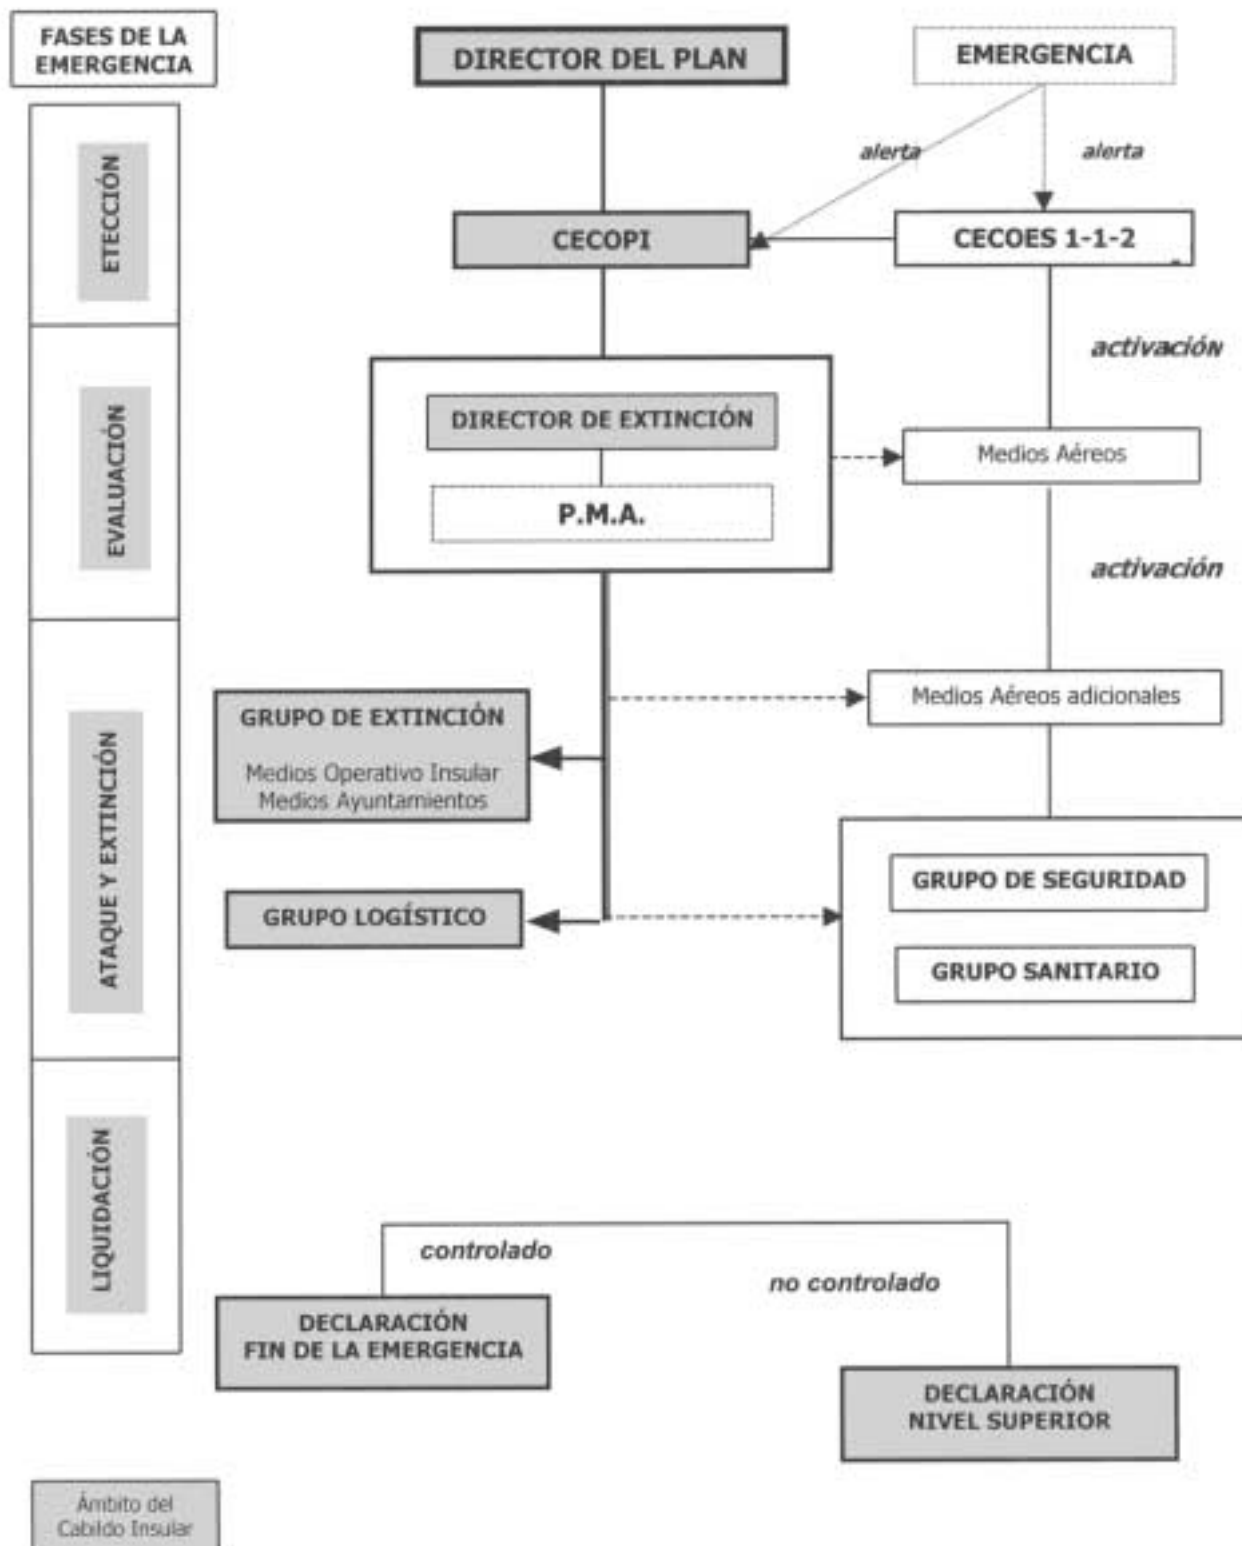 FASES DE LA
EMERGENCIA
DIRECTOR DEL PLAN
EMERGENCIA
alerta
alerta
ETECCIÓN
CECOPI
CECOES 1-1-2
activación
EVALUACIÓN
DIRECTOR DE EXTINCIÓN
Medios Aéreos
P.M.A.
activación
ATAQUE Y EXTINCIÓN
Medios Aéreos adicionales
GRUPO DE EXTINCIÓN
Medios Operativo Insular
Medios Ayuntamientos
GRUPO DE SEGURIDAD
GRUPO LOGÍSTICO
GRUPO SANITARIO
LIQUIDACIÓN
controlado
no controlado
DECLARACIÓN
FIN DE LA EMERGENCIA
DECLARACIÓN
NIVEL SUPERIOR
Ámbito del
Cabildo Insular